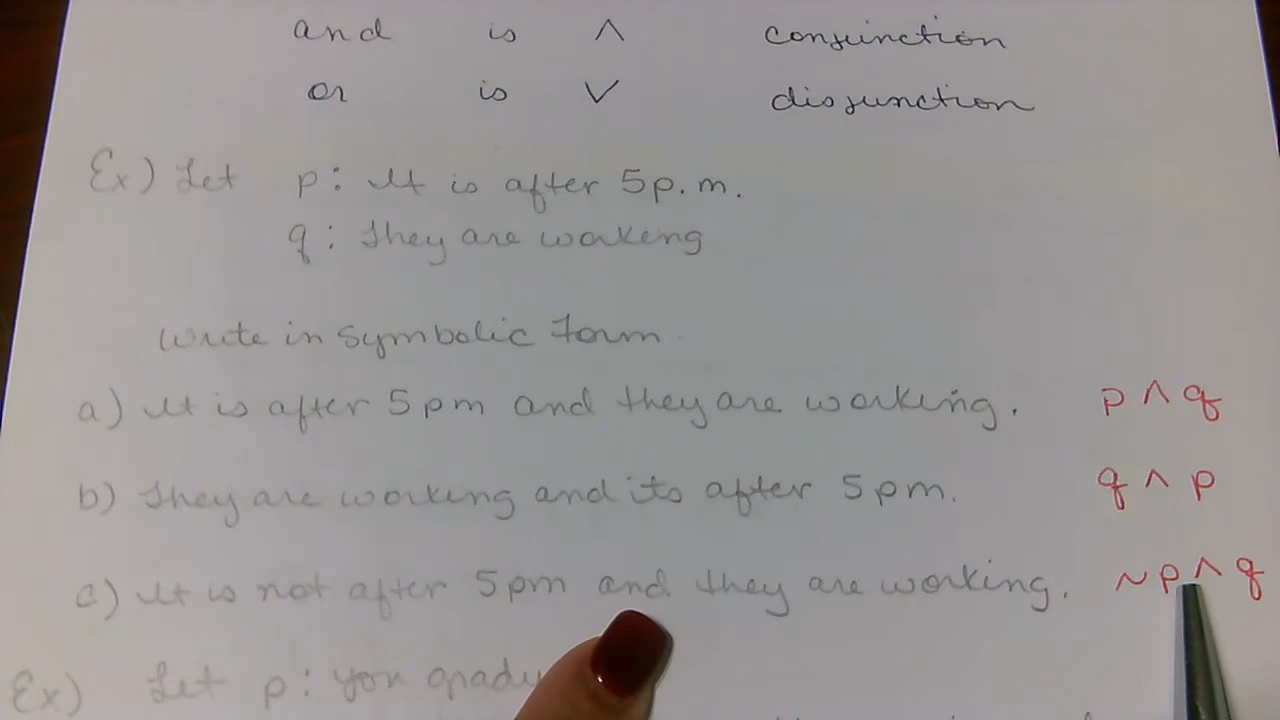 and is ∧ conjunction
or is ∨ disjunction
Ex) Let p: It is after 5p.m.
q: They are working
Write in symbolic form
a) It is after 5pm and they are working. p ∧ q
b) They are working and its after 5pm. q ∧ p
c) It is not after 5pm and they are working. ~p ∧ q
Ex) Let p: you